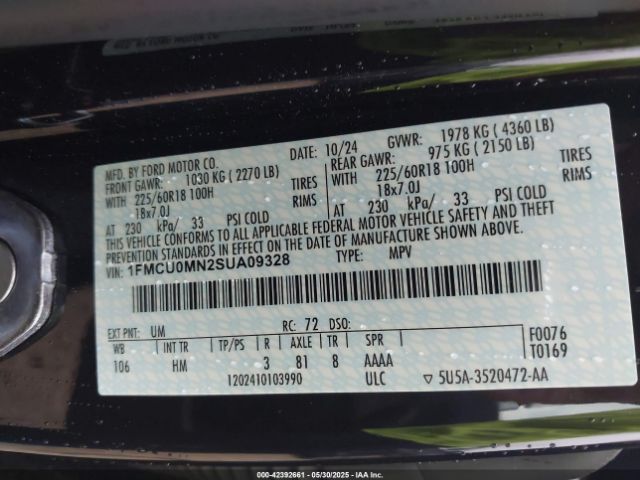 MFD. BY FORD MOTOR CO.
DATE: 10/24
GVWR: 1978 KG ( 4360 LB)
FRONT GAWR: 1030 KG ( 2270 LB)
REAR GAWR: 975 KG ( 2150 LB)
WITH 225/60R18 100H TIRES
WITH 225/60R18 100H TIRES
18x7.0J RIMS
18x7.0J RIMS
AT 230 kPa/ 33 PSI COLD
AT 230 kPa/ 33 PSI COLD
THIS VEHICLE CONFORMS TO ALL APPLICABLE FEDERAL MOTOR VEHICLE SAFETY AND THEFT
PREVENTION STANDARDS IN EFFECT ON THE DATE OF MANUFACTURE SHOWN ABOVE.
VIN: 1FMCU0MN2SUA09328
TYPE: MPV
EXT PNT: UM RC: 72 DSO:
WB INT TR TP/PS R AXLE TR SPR
106 HM 3 81 8 AAAA
F0076
T0169
1202410103990 ULC ▽ 5U5A-3520472-AA
000-42392661 - 05/30/2025 - IAA Inc.